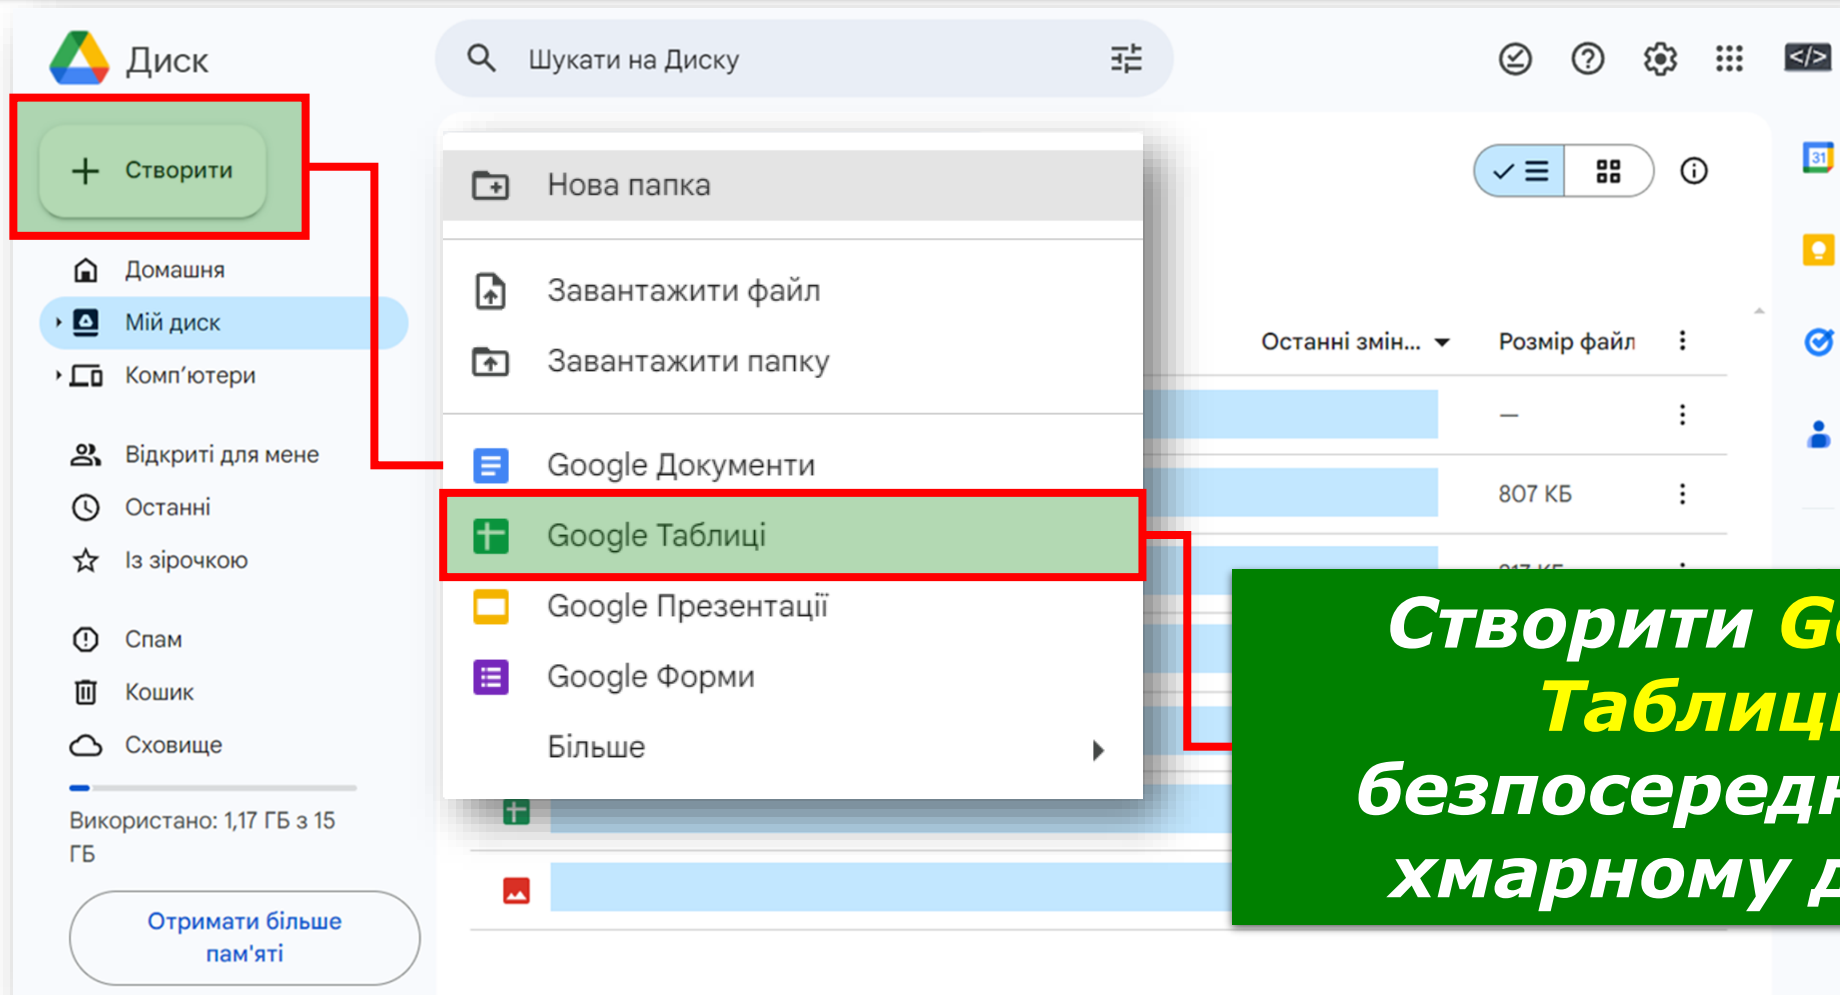 Диск
Шукати на Диску
</>
Створити
Нова папка
31
Домашня
Завантажити файл
Мій диск
Останні змін...
Розмір файл
Завантажити папку
Комп'ютери
—
Відкриті для мене
Google Документи
807 КБ
Останні
Google Таблиці
Із зірочкою
Google Презентації
Створити
Спам
Google Форми
Кошик
Більше
Сховище
хмарному
Використано: 1,17 ГБ з 15
ГБ
Отримати більше
пам'яті